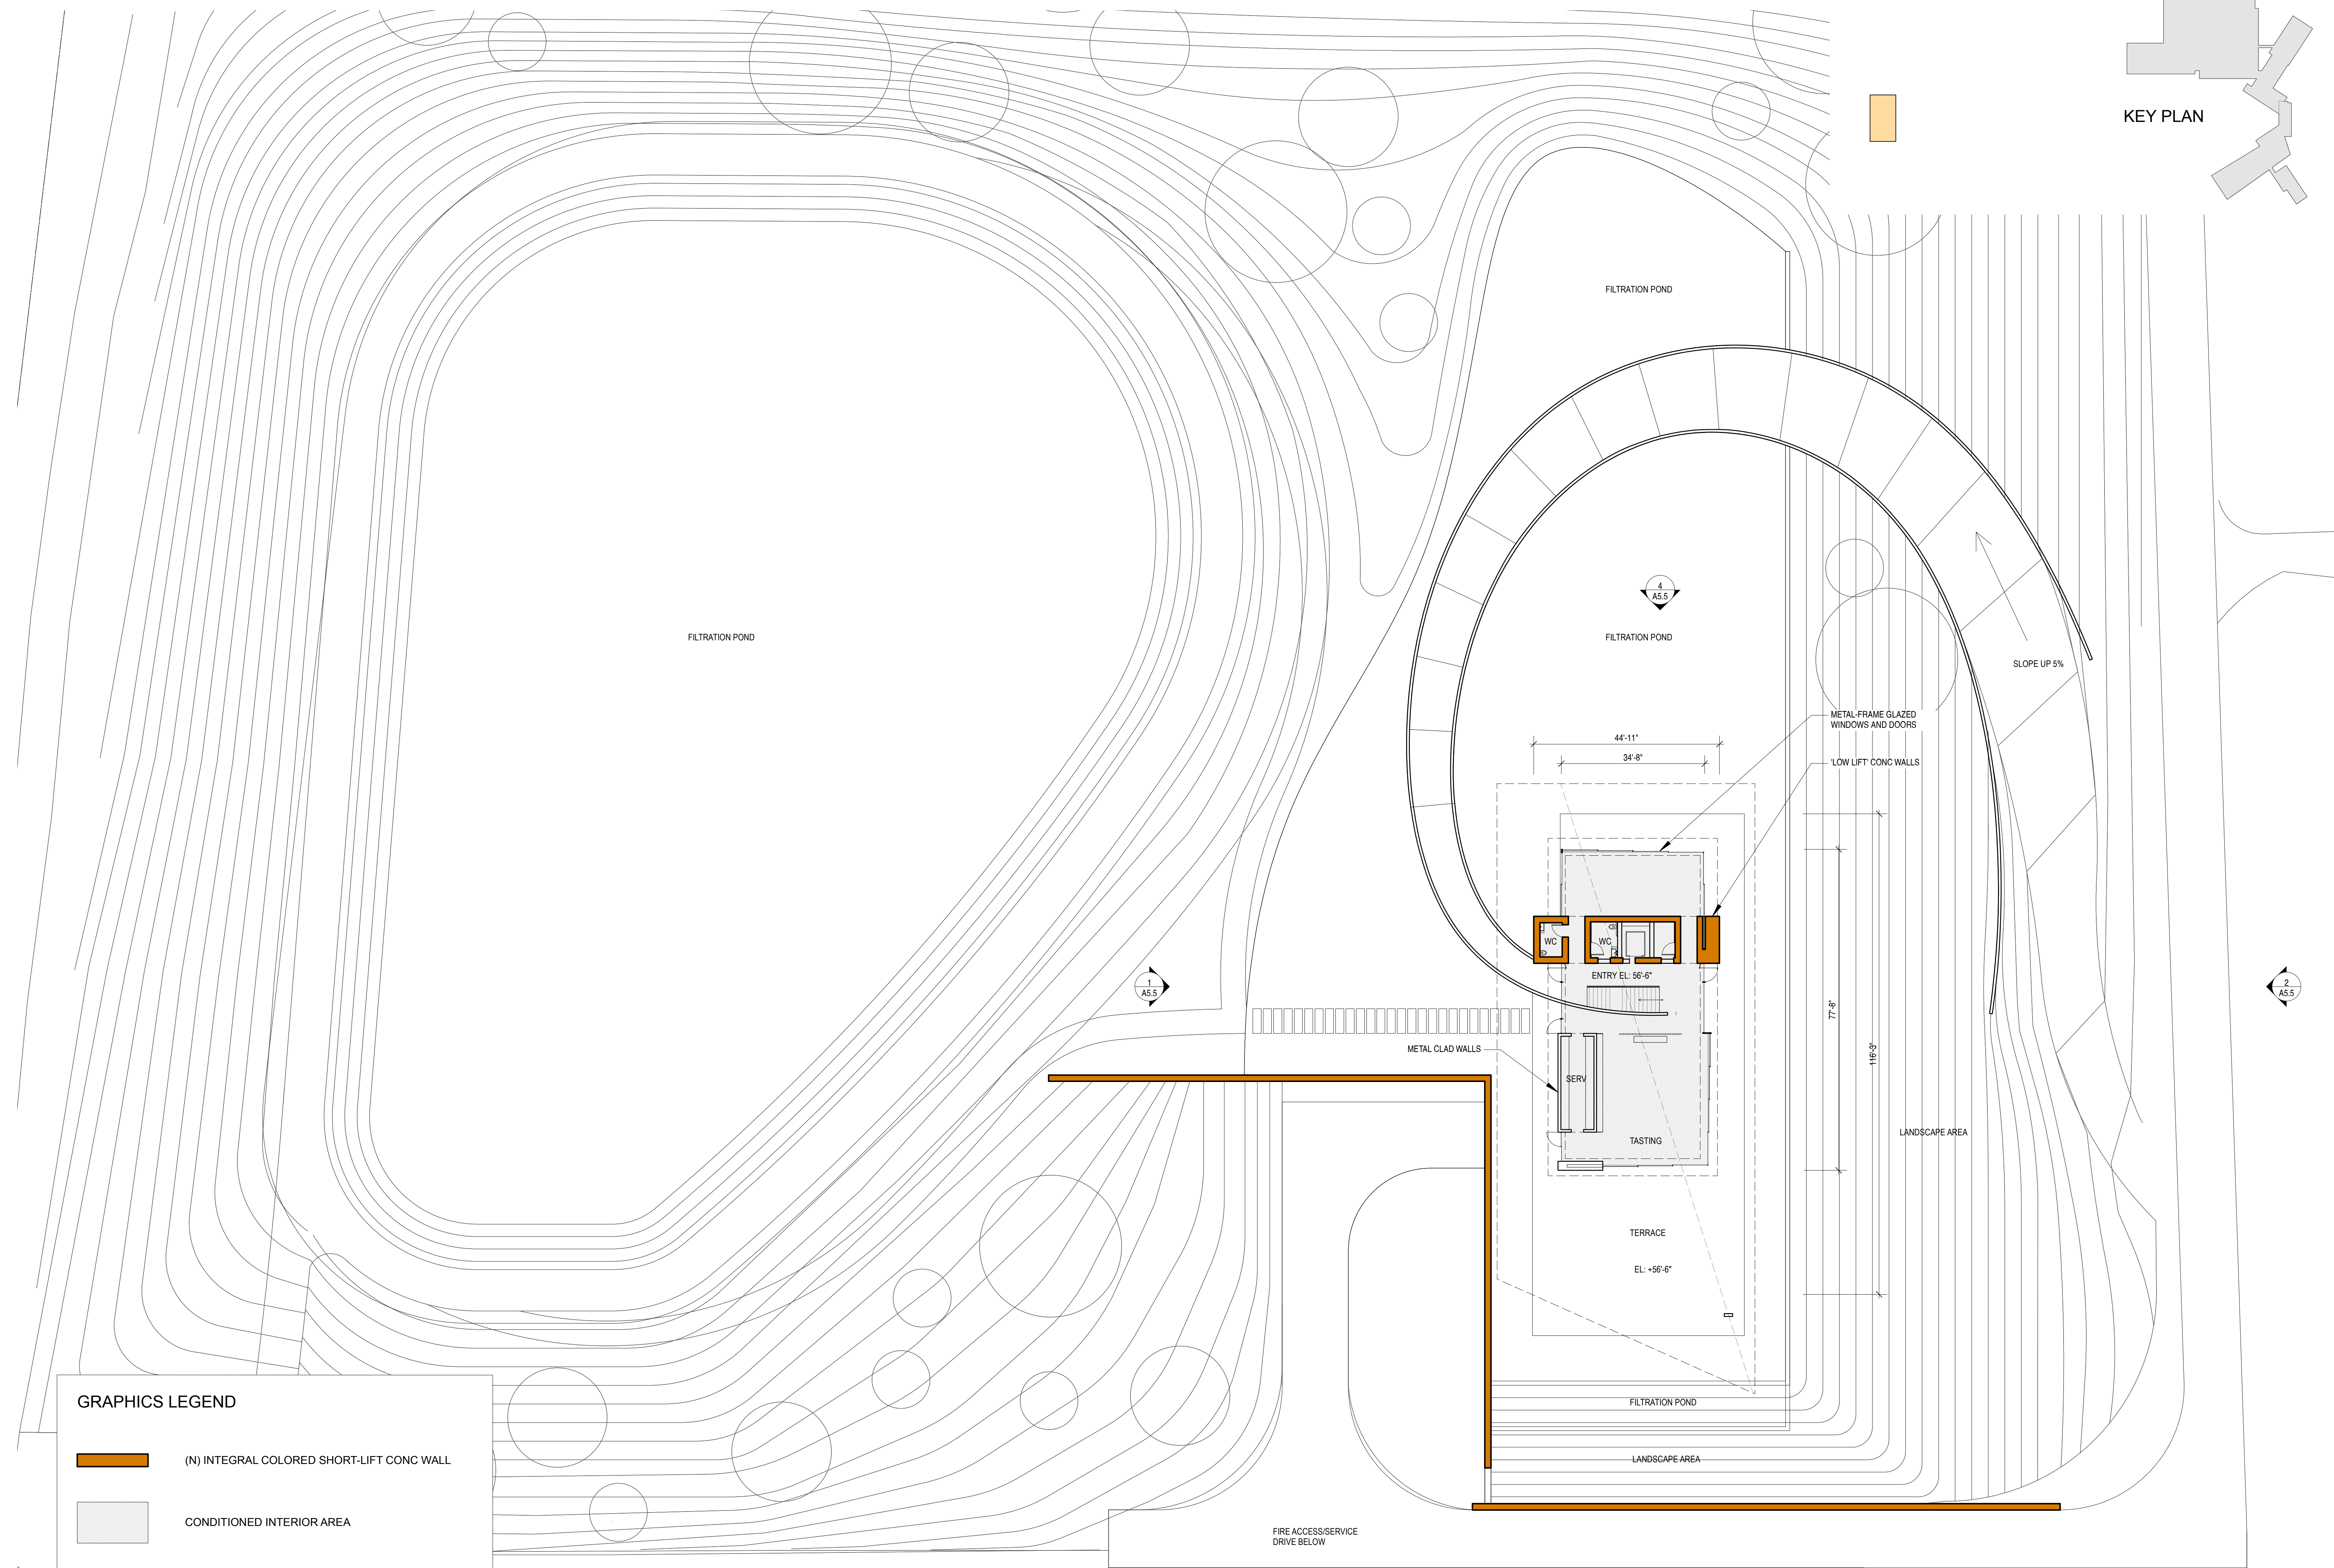 KEY PLAN
FILTRATION POND
4
A5.5
FILTRATION POND
FILTRATION POND
SLOPE UP 5%
METAL-FRAME GLAZED
WINDOWS AND DOORS
44'-11"
34'-8"
'LOW LIFT' CONC WALLS
WC
WC
ENTRY EL: 56'-6"
1
A5.5
2
A5.5
77'-8"
116'-3"
METAL CLAD WALLS
SERV
LANDSCAPE AREA
TASTING
TERRACE
EL: +56'-6"
FILTRATION POND
LANDSCAPE AREA
FIRE ACCESS/SERVICE
DRIVE BELOW
GRAPHICS LEGEND
(N) INTEGRAL COLORED SHORT-LIFT CONC WALL
CONDITIONED INTERIOR AREA